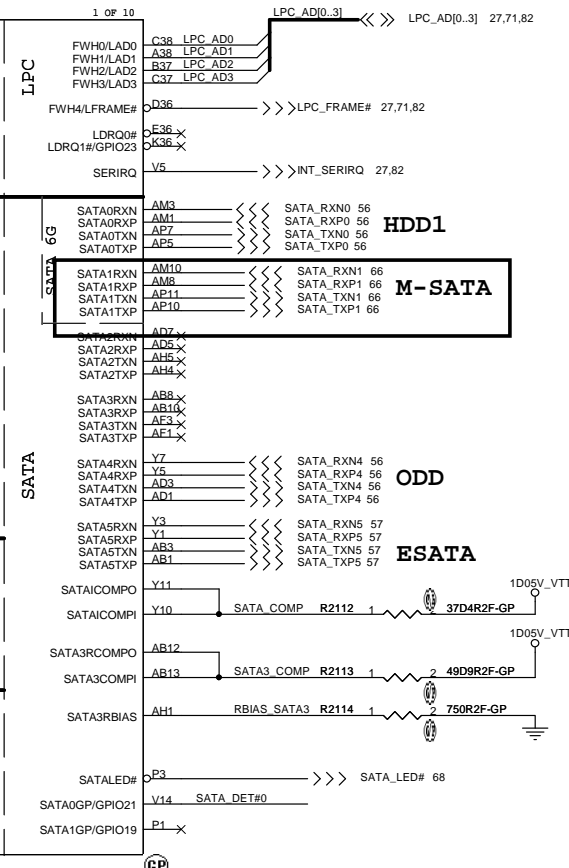 1 OF 10
LPC_AD[0..3] LPC_AD[0..3] 27,71,82
LPC
FWH0/LAD0 C38 LPC_AD0
FWH1/LAD1 A38 LPC_AD1
FWH2/LAD2 B37 LPC_AD2
FWH3/LAD3 C37 LPC_AD3
FWH4/LFRAME# D36 LPC_FRAME# 27,71,82
LDRQ0# E36
LDRQ1#/GPIO23 K36
SERIRQ V5 INT_SERIRQ 27,82
SATA 6G
SATA0RXN AM3 SATA_RXN0 56
SATA0RXP AM1 SATA_RXP0 56
SATA0TXN AP7 SATA_TXN0 56
SATA0TXP AP5 SATA_TXP0 56
HDD1
SATA1RXN AM10 SATA_RXN1 66
SATA1RXP AM8 SATA_RXP1 66
SATA1TXN AP11 SATA_TXN1 66
SATA1TXP AP10 SATA_TXP1 66
M-SATA
SATA2RXN AD7
SATA2RXP AD5
SATA2TXN AH5
SATA2TXP AH4
SATA3RXN AB8
SATA3RXP AB10
SATA3TXN AF3
SATA3TXP AF1
SATA
SATA4RXN Y7 SATA_RXN4 56
SATA4RXP Y5 SATA_RXP4 56
SATA4TXN AD3 SATA_TXN4 56
SATA4TXP AD1 SATA_TXP4 56
ODD
SATA5RXN Y3 SATA_RXN5 57
SATA5RXP Y1 SATA_RXP5 57
SATA5TXN AB3 SATA_TXN5 57
SATA5TXP AB1 SATA_TXP5 57
ESATA
SATAICOMPO Y11
1D05V_VTT
SATAICOMPI Y10 SATA_COMP R2112 1 2 37D4R2F-GP
1D05V_VTT
SATA3RCOMPO AB12
SATA3COMPI AB13 SATA3_COMP R2113 1 2 49D9R2F-GP
SATA3RBIAS AH1 RBIAS_SATA3 R2114 1 2 750R2F-GP
SATALED# P3 SATA_LED# 68
SATA0GP/GPIO21 V14 SATA_DET#0
SATA1GP/GPIO19 P1
GP